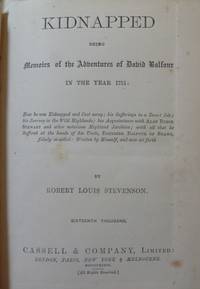 KIDNAPPED
BEING
Memoirs of the Adventures of David Balfour
IN THE YEAR 1751:
How he was Kidnapped and Cast away; his Sufferings in a Desert Isle;
his Journey in the Wild Highlands; his Acquaintance with ALAN BRECK
STEWART and other notorious Highland Jacobites; with all that he
Suffered at the hands of his Uncle, EBENEZER BALFOUR OF SHAWS,
falsely so-called: Written by Himself, and now set forth
BY
ROBERT LOUIS STEVENSON.
SIXTEENTH THOUSAND.
CASSELL & COMPANY, LIMITED:
LONDON, PARIS, NEW YORK & MELBOURNE.
[All Rights Reserved.]